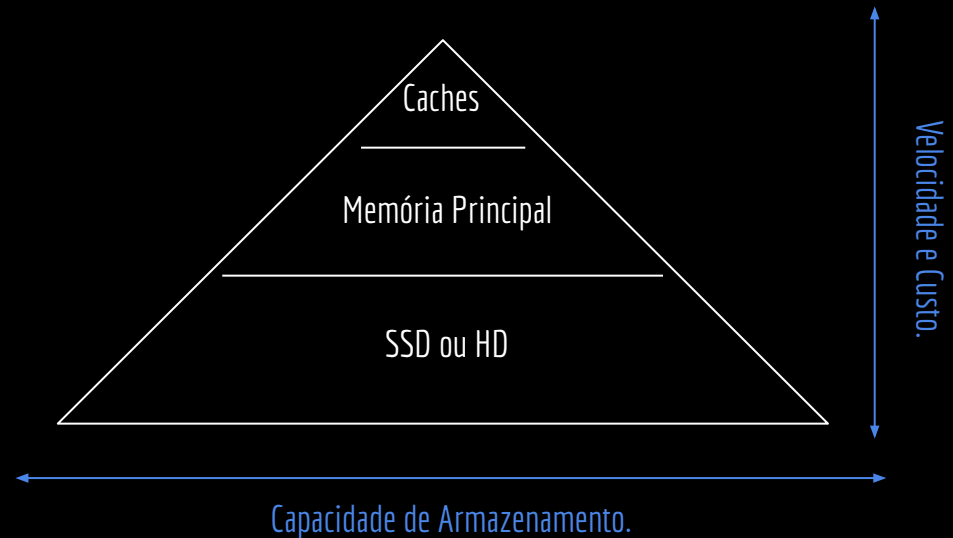 Caches
Memória Principal
SSD ou HD
Velocidade e Custo.
Capacidade de Armazenamento.